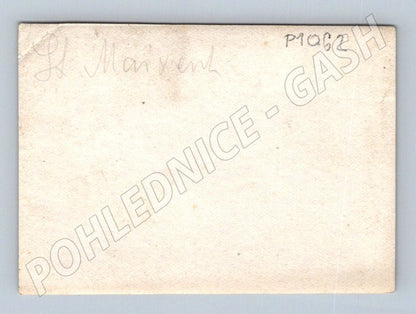 P1062
St Maixent
POHLEDNICE - GASH